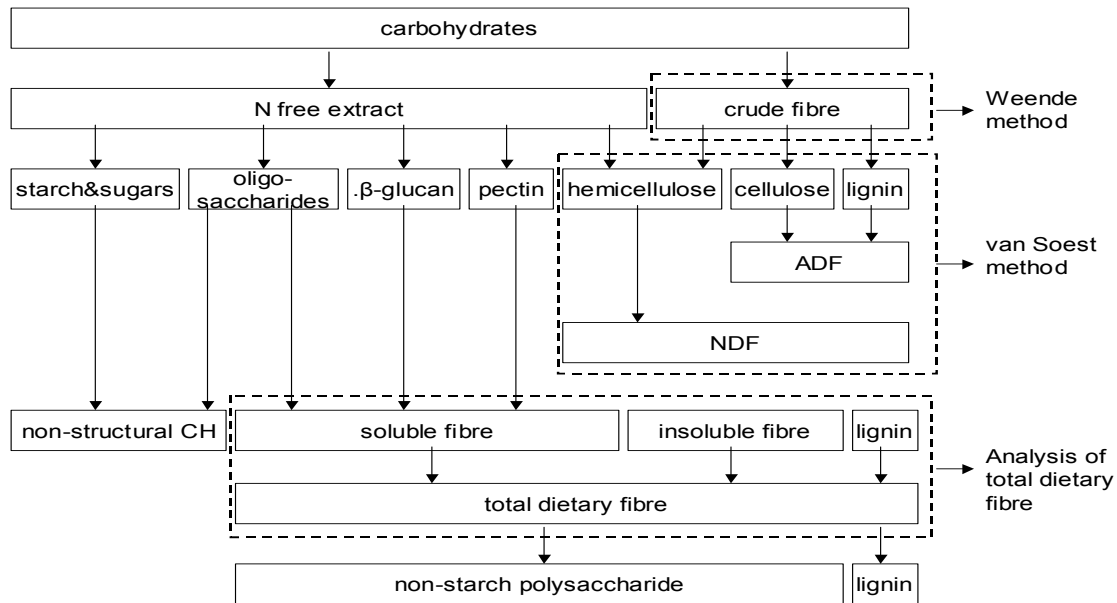 carbohydrates
N free extract
crude fibre
Weende
method
starch&sugars
oligo-
saccharides
.β-glucan
pectin
hemicellulose
cellulose
lignin
ADF
van Soest
method
NDF
non-structural CH
soluble fibre
insoluble fibre
lignin
Analysis of
total dietary
fibre
total dietary fibre
non-starch polysaccharide
lignin